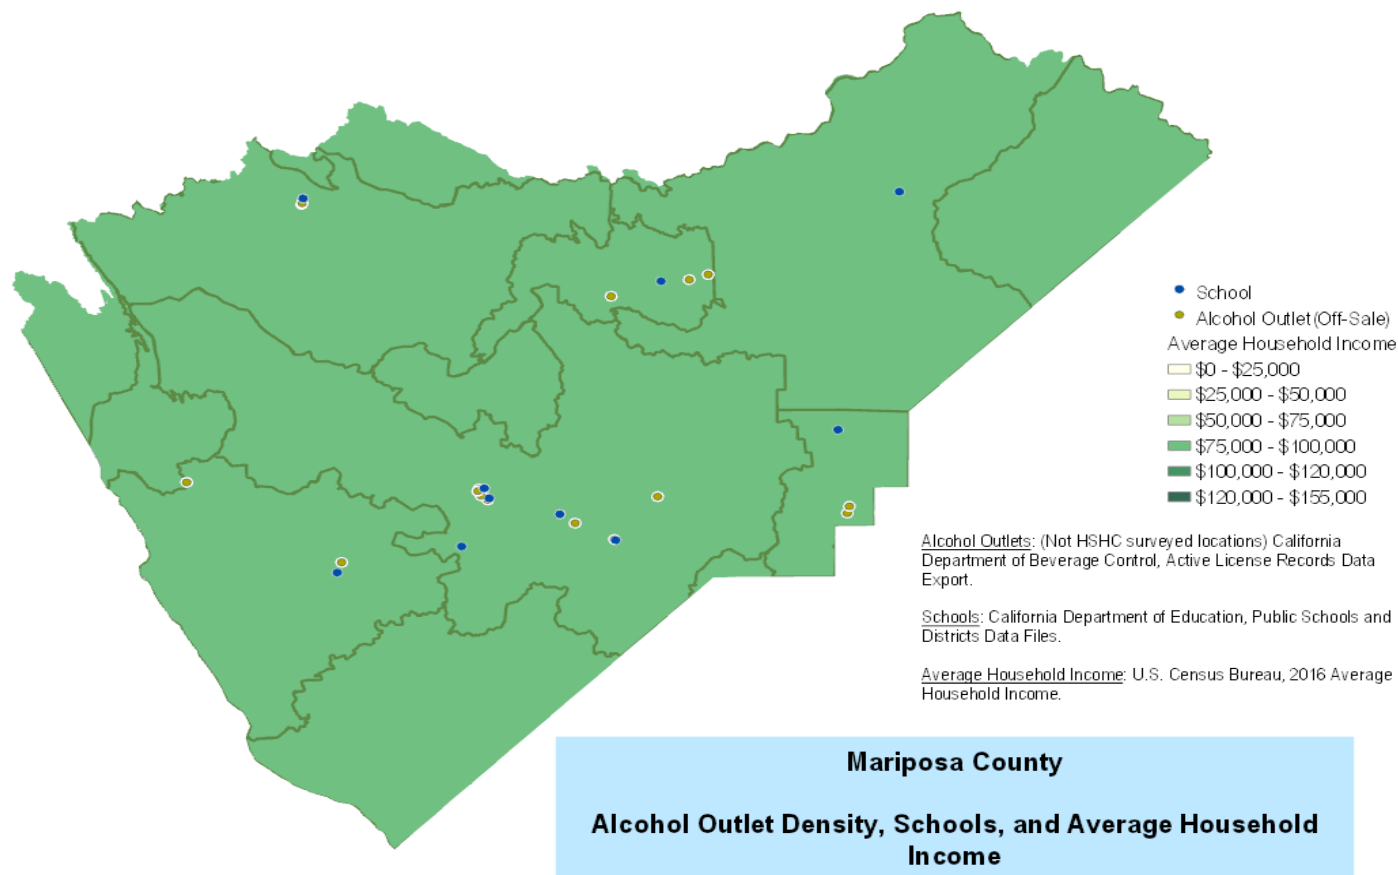 School
Alcohol Outlet (Off-Sale)
Average Household Income
$0 - $25,000
$25,000 - $50,000
$50,000 - $75,000
$75,000 - $100,000
$100,000 - $120,000
$120,000 - $155,000
Alcohol Outlets: (Not HSHC surveyed locations) California
Department of Beverage Control, Active License Records Data
Export.
Schools: California Department of Education, Public Schools and
Districts Data Files.
Average Household Income: U.S. Census Bureau, 2016 Average
Household Income.
Mariposa County
Alcohol Outlet Density, Schools, and Average Household
Income